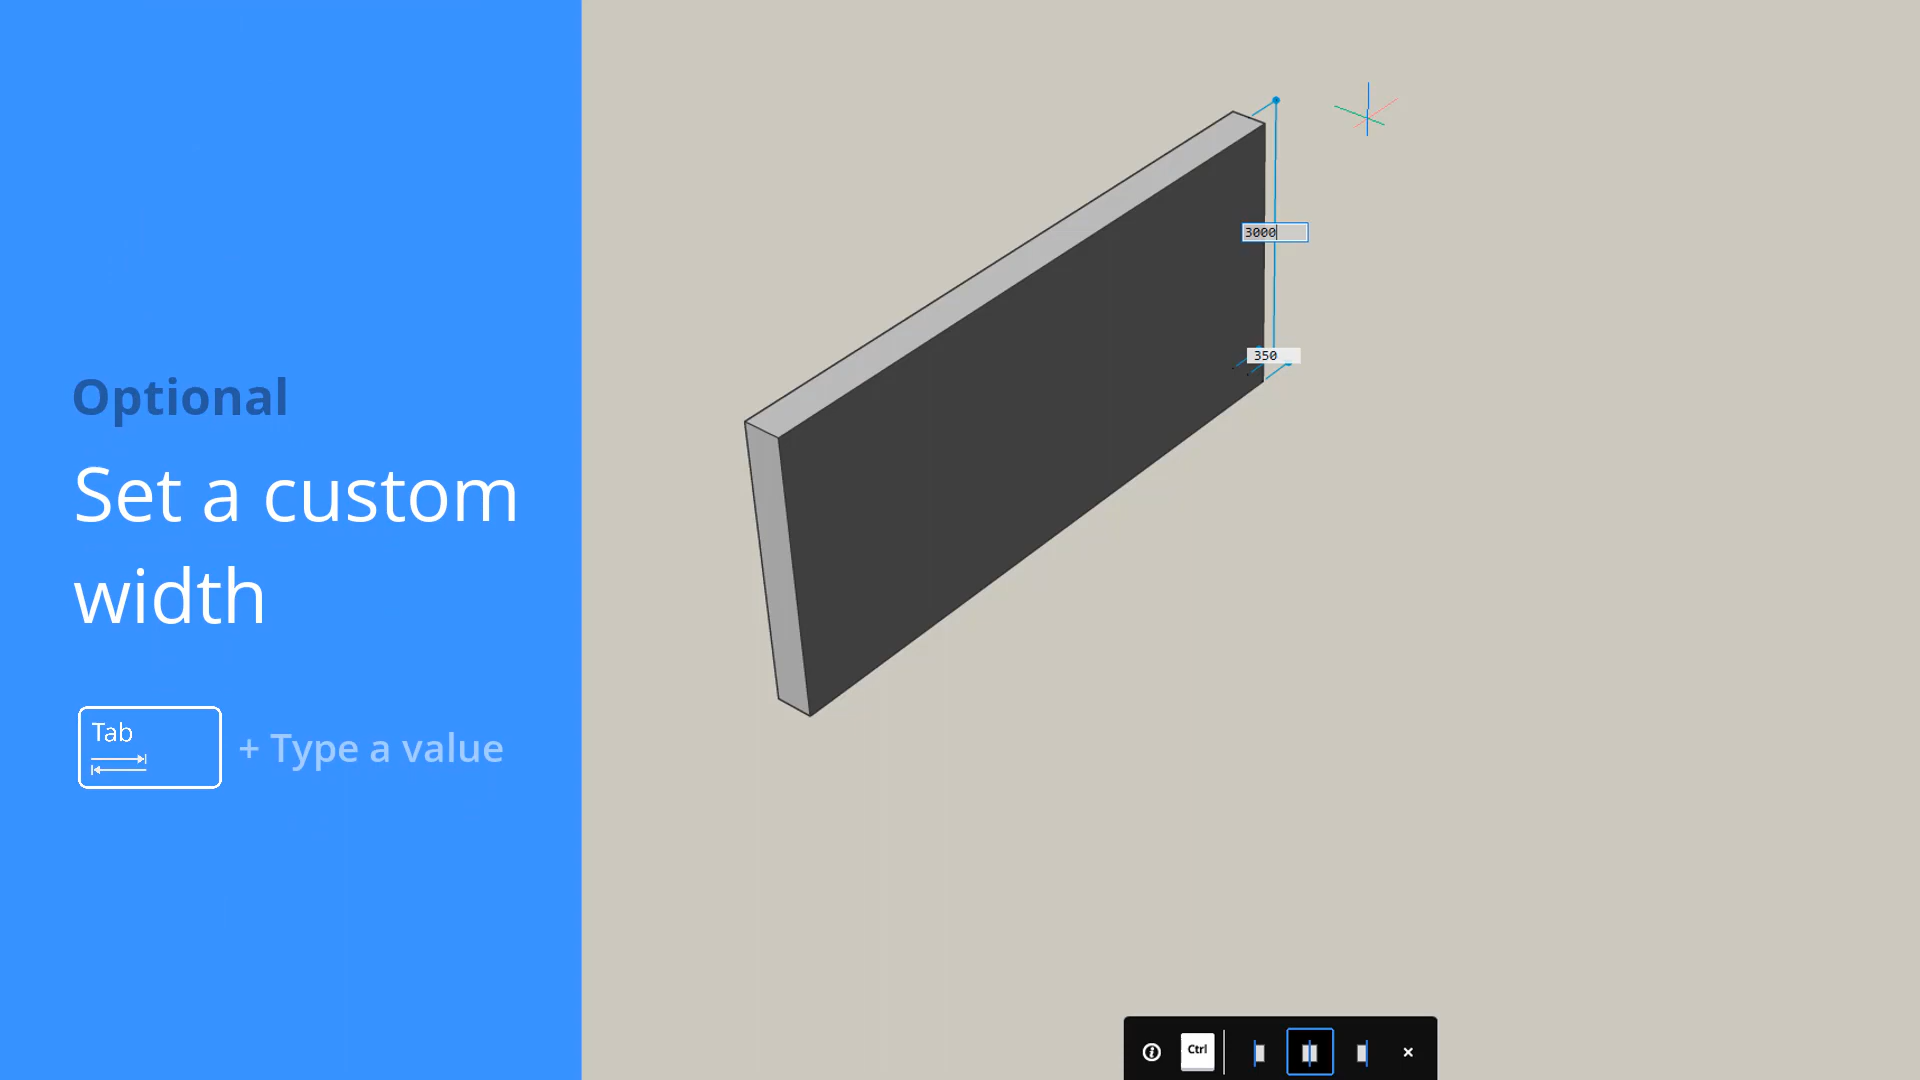 Optional
Set a custom
width
Tab
+ Type a value
3000
350
Ctrl